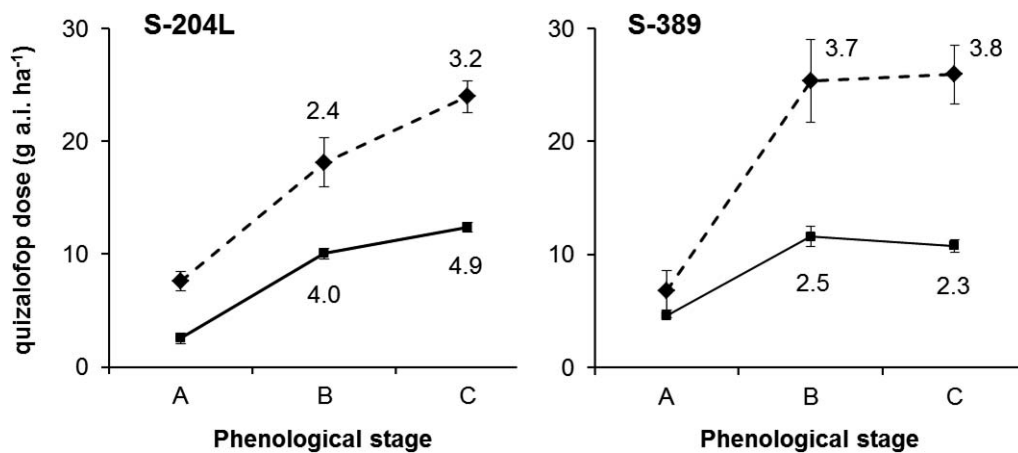 S-204L
quizalofop dose (g a.i. ha-1)
30
20
10
0
2.4
3.2
4.0
4.9
A B C
Phenological stage
S-389
30
20
10
0
3.7
3.8
2.5
2.3
A B C
Phenological stage